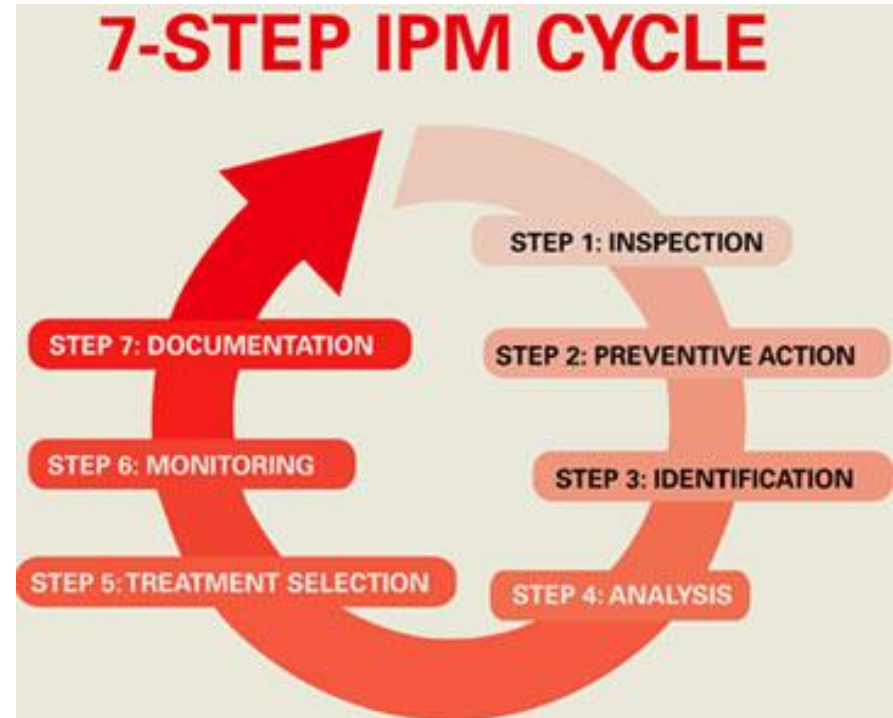 7-STEP IPM CYCLE
STEP 1: INSPECTION
STEP 2: PREVENTIVE ACTION
STEP 3: IDENTIFICATION
STEP 4: ANALYSIS
STEP 5: TREATMENT SELECTION
STEP 6: MONITORING
STEP 7: DOCUMENTATION